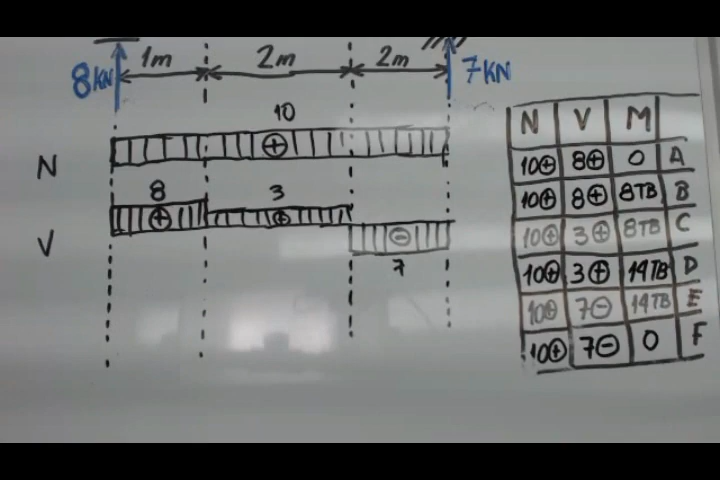 1m 2m 2m
8KN 7KN
10
N ⊕
8 3
V ⊕ ⊕ ⊖
7
N V M
10⊕ 8⊕ 0 A
10⊕ 8⊕ 8TB B
10⊕ 3⊕ 8TB C
10⊕ 3⊕ 14TB D
10⊕ 7⊖ 14TB E
10⊕ 7⊖ 0 F